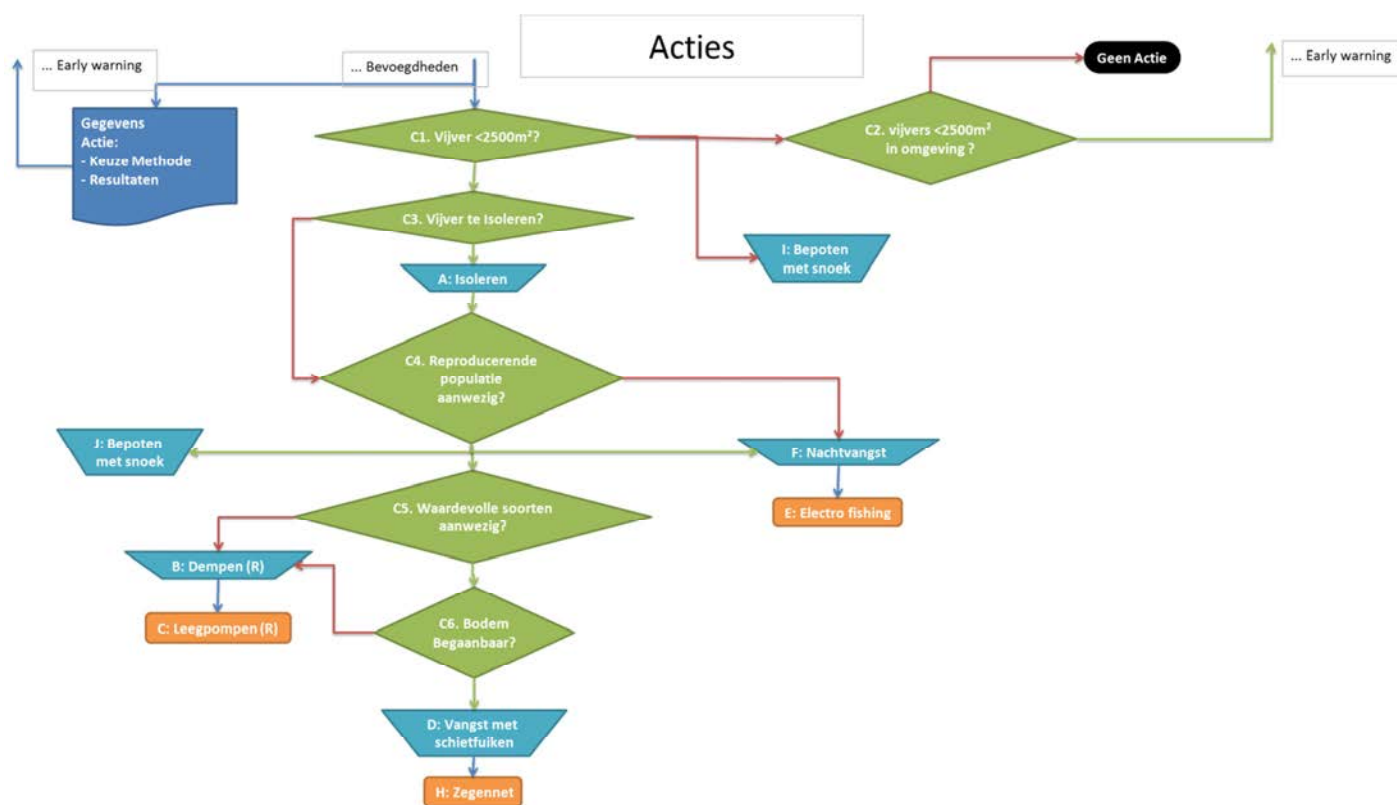 Acties
... Early warning
... Bevoegdheden
Geen Actie
... Early warning
Gegevens
Actie:
- Keuze Methode
- Resultaten
C1. Vijver <2500m²?
C2. vijvers <2500m²
in omgeving ?
C3. Vijver te Isoleren?
I: Bepoten
met snoek
A: Isoleren
C4. Reproducerende
populatie
aanwezig?
J: Bepoten
met snoek
F: Nachtvangst
C5. Waardevolle soorten
aanwezig?
E: Electro fishing
B: Dempen (R)
C: Leegpompen (R)
C6. Bodem
Begaanbaar?
D: Vangst met
schietfuiken
H: Zegennet